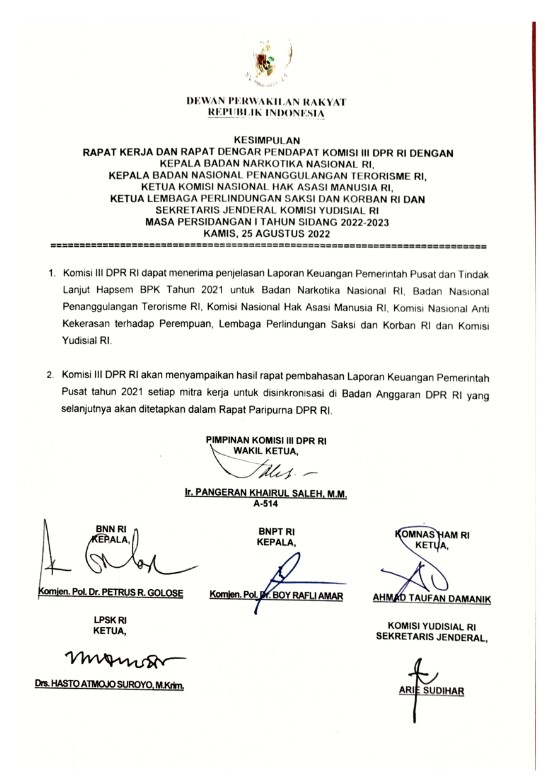 DEWAN PERWAKILAN RAKYAT
REPUBLIK INDONESIA
KESIMPULAN
RAPAT KERJA DAN RAPAT DENGAR PENDAPAT KOMISI III DPR RI DENGAN
KEPALA BADAN NARKOTIKA NASIONAL RI,
KEPALA BADAN NASIONAL PENANGGULANGAN TERORISME RI,
KETUA KOMISI NASIONAL HAK ASASI MANUSIA RI,
KETUA LEMBAGA PERLINDUNGAN SAKSI DAN KORBAN RI DAN
SEKRETARIS JENDERAL KOMISI YUDISIAL RI
MASA PERSIDANGAN I TAHUN SIDANG 2022-2023
KAMIS, 25 AGUSTUS 2022
1. Komisi III DPR RI dapat menerima penjelasan Laporan Keuangan Pemerintah Pusat dan Tindak
Lanjut Hapsem BPK Tahun 2021 untuk Badan Narkotika Nasional RI, Badan Nasional
Penanggulangan Terorisme RI, Komisi Nasional Hak Asasi Manusia RI, Komisi Nasional Anti
Kekerasan terhadap Perempuan, Lembaga Perlindungan Saksi dan Korban RI dan Komisi
Yudisial RI.
2. Komisi III DPR RI akan menyampaikan hasil rapat pembahasan Laporan Keuangan Pemerintah
Pusat tahun 2021 setiap mitra kerja untuk disinkronisasi di Badan Anggaran DPR RI yang
selanjutnya akan ditetapkan dalam Rapat Paripurna DPR RI.
PIMPINAN KOMISI III DPR RI
WAKIL KETUA,
Ir. PANGERAN KHAIRUL SALEH, M.M.
A-514
BNN RI
KEPALA,
Komjen. Pol. Dr. PETRUS R. GOLOSE
BNPT RI
KEPALA,
Komjen. Pol. Dr. BOY RAFLI AMAR
KOMNAS HAM RI
KETUA,
AHMAD TAUFAN DAMANIK
LPSK RI
KETUA,
Drs. HASTO ATMOJO SUROYO, M.Krim.
KOMISI YUDISIAL RI
SEKRETARIS JENDERAL,
ARIE SUDIHAR